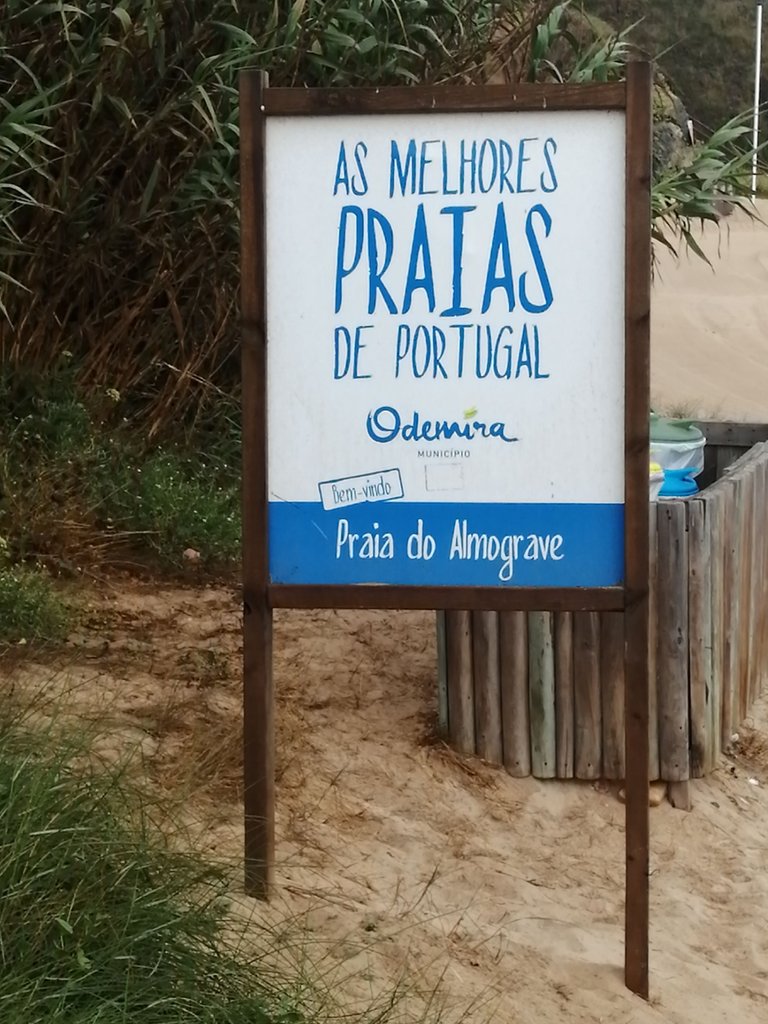 AS MELHORES
PRAIAS
DE PORTUGAL
Odemira
MUNICÍPIO
Bem-vindo
Praia do Almograve